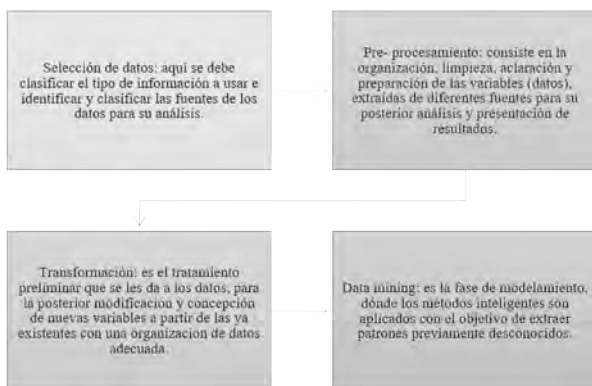 Selección de datos: aquí se debe
clasificar el tipo de información a usar e
identificar y clasificar las fuentes de los
datos para su análisis.
Pre- procesamiento: consiste en la
organización, limpieza, aclaración y
preparación de las variables (datos),
extraídas de diferentes fuentes para su
posterior análisis y presentación de
resultados.
Transformación: es el tratamiento
preliminar que se les da a los datos, para
la posterior modificacion y concepción
de nuevas variables a partir de las ya
existentes con una organizacion de datos
adecuada.
Data mining: es la fase de modelamiento,
dónde los métodos inteligentes son
aplicados con el objetivo de extraer
patrones previamente desconocidos.